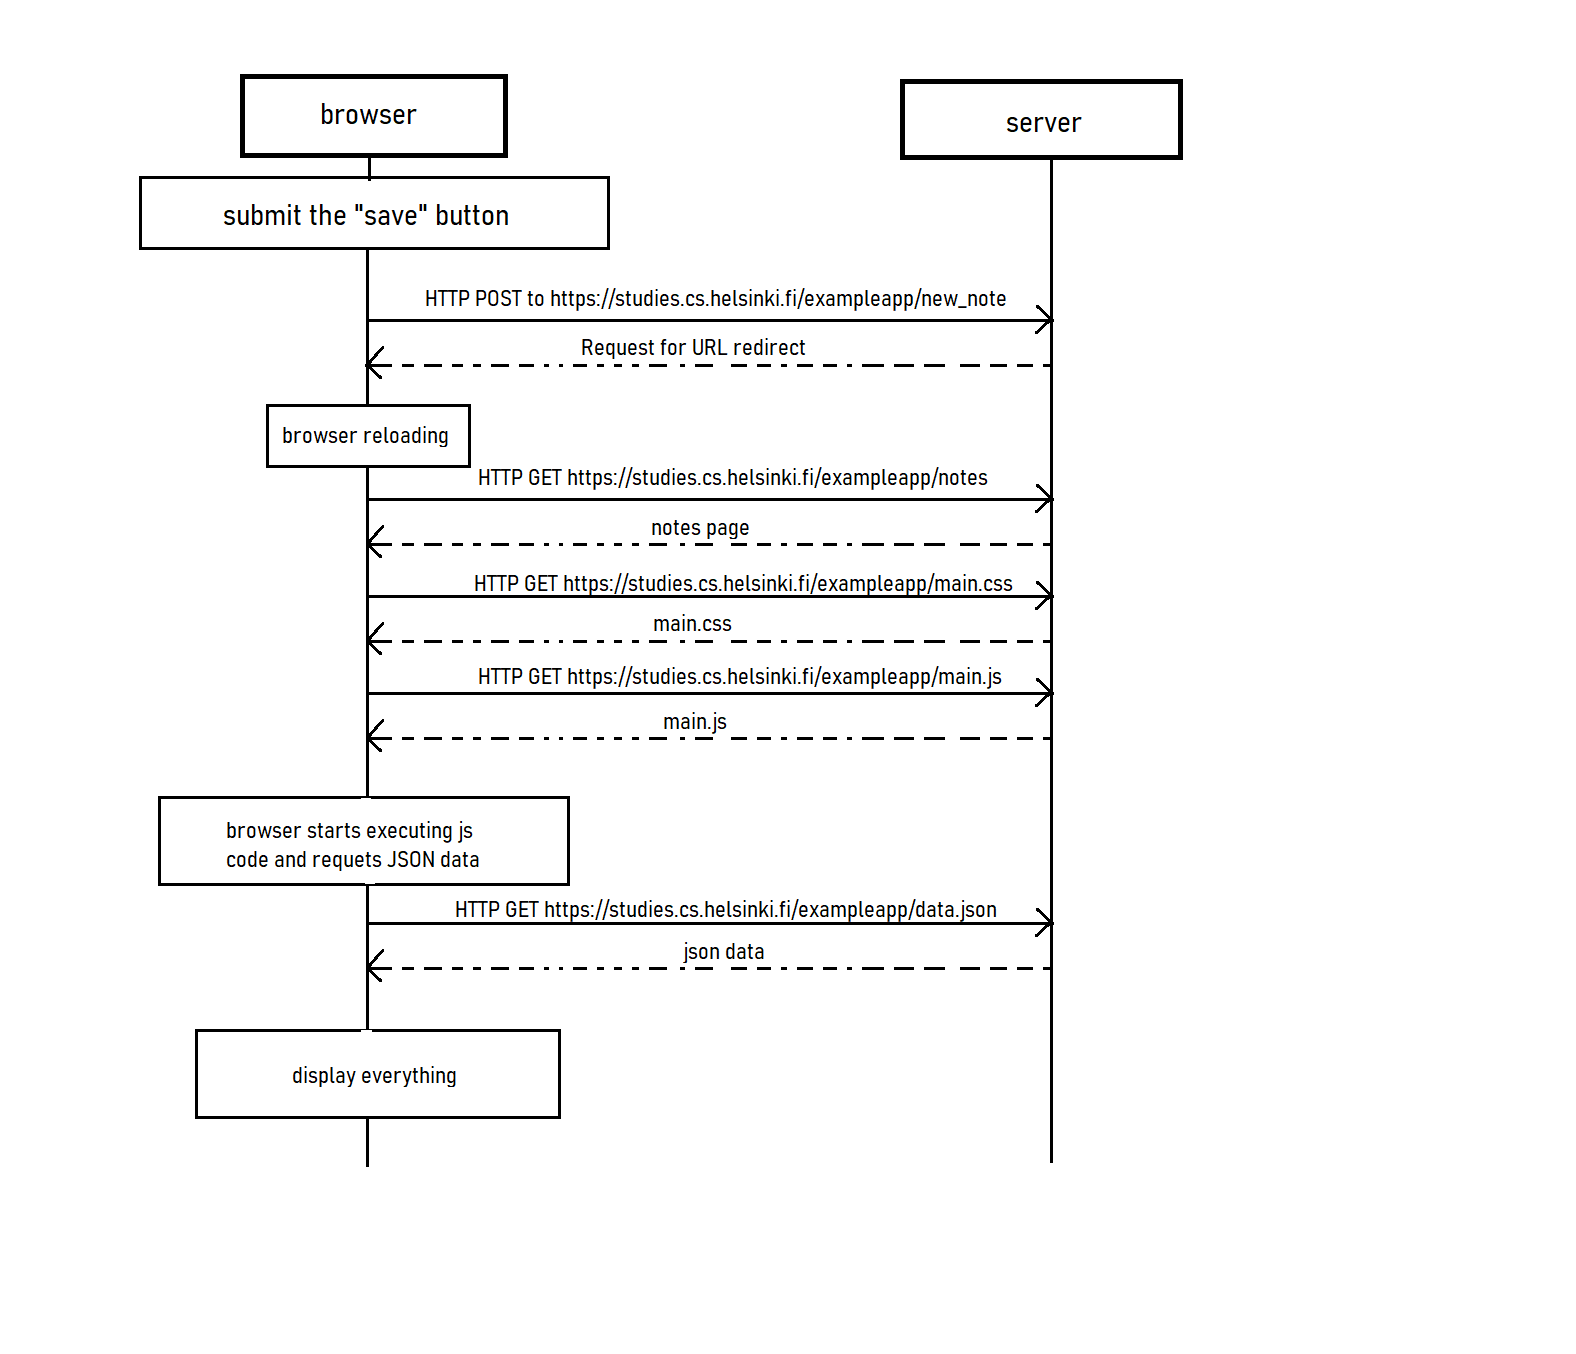 browser
server
submit the "save" button
HTTP POST to https://studies.cs.helsinki.fi/exampleapp/new_note
Request for URL redirect
browser reloading
HTTP GET https://studies.cs.helsinki.fi/exampleapp/notes
notes page
HTTP GET https://studies.cs.helsinki.fi/exampleapp/main.css
main.css
HTTP GET https://studies.cs.helsinki.fi/exampleapp/main.js
main.js
browser starts executing js
code and requets JSON data
HTTP GET https://studies.cs.helsinki.fi/exampleapp/data.json
json data
display everything